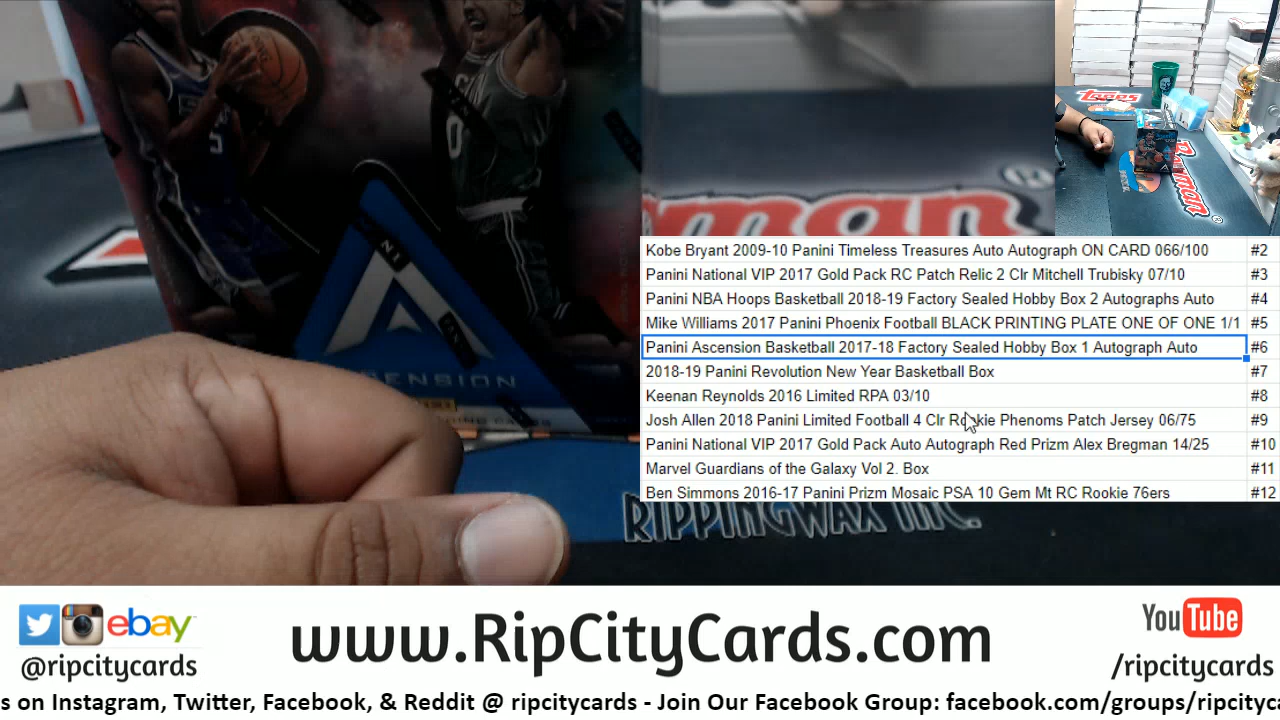 Topps
man
®
Kobe Bryant 2009-10 Panini Timeless Treasures Auto Autograph ON CARD 066/100 #2
Panini National VIP 2017 Gold Pack RC Patch Relic 2 Clr Mitchell Trubisky 07/10 #3
Panini NBA Hoops Basketball 2018-19 Factory Sealed Hobby Box 2 Autographs Auto #4
Mike Williams 2017 Panini Phoenix Football BLACK PRINTING PLATE ONE OF ONE 1/1 #5
Panini Ascension Basketball 2017-18 Factory Sealed Hobby Box 1 Autograph Auto #6
2018-19 Panini Revolution New Year Basketball Box #7
Keenan Reynolds 2016 Limited RPA 03/10 #8
Josh Allen 2018 Panini Limited Football 4 Clr Rookie Phenoms Patch Jersey 06/75 #9
Panini National VIP 2017 Gold Pack Auto Autograph Red Prizm Alex Bregman 14/25 #10
Marvel Guardians of the Galaxy Vol 2. Box #11
Ben Simmons 2016-17 Panini Prizm Mosaic PSA 10 Gem Mt RC Rookie 76ers #12
RIPPINGWAX INC.
ebay
@ripcitycards
www.RipCityCards.com
YouTube
/ripcitycards
s on Instagram, Twitter, Facebook, & Reddit @ ripcitycards - Join Our Facebook Group: facebook.com/groups/ripcityc